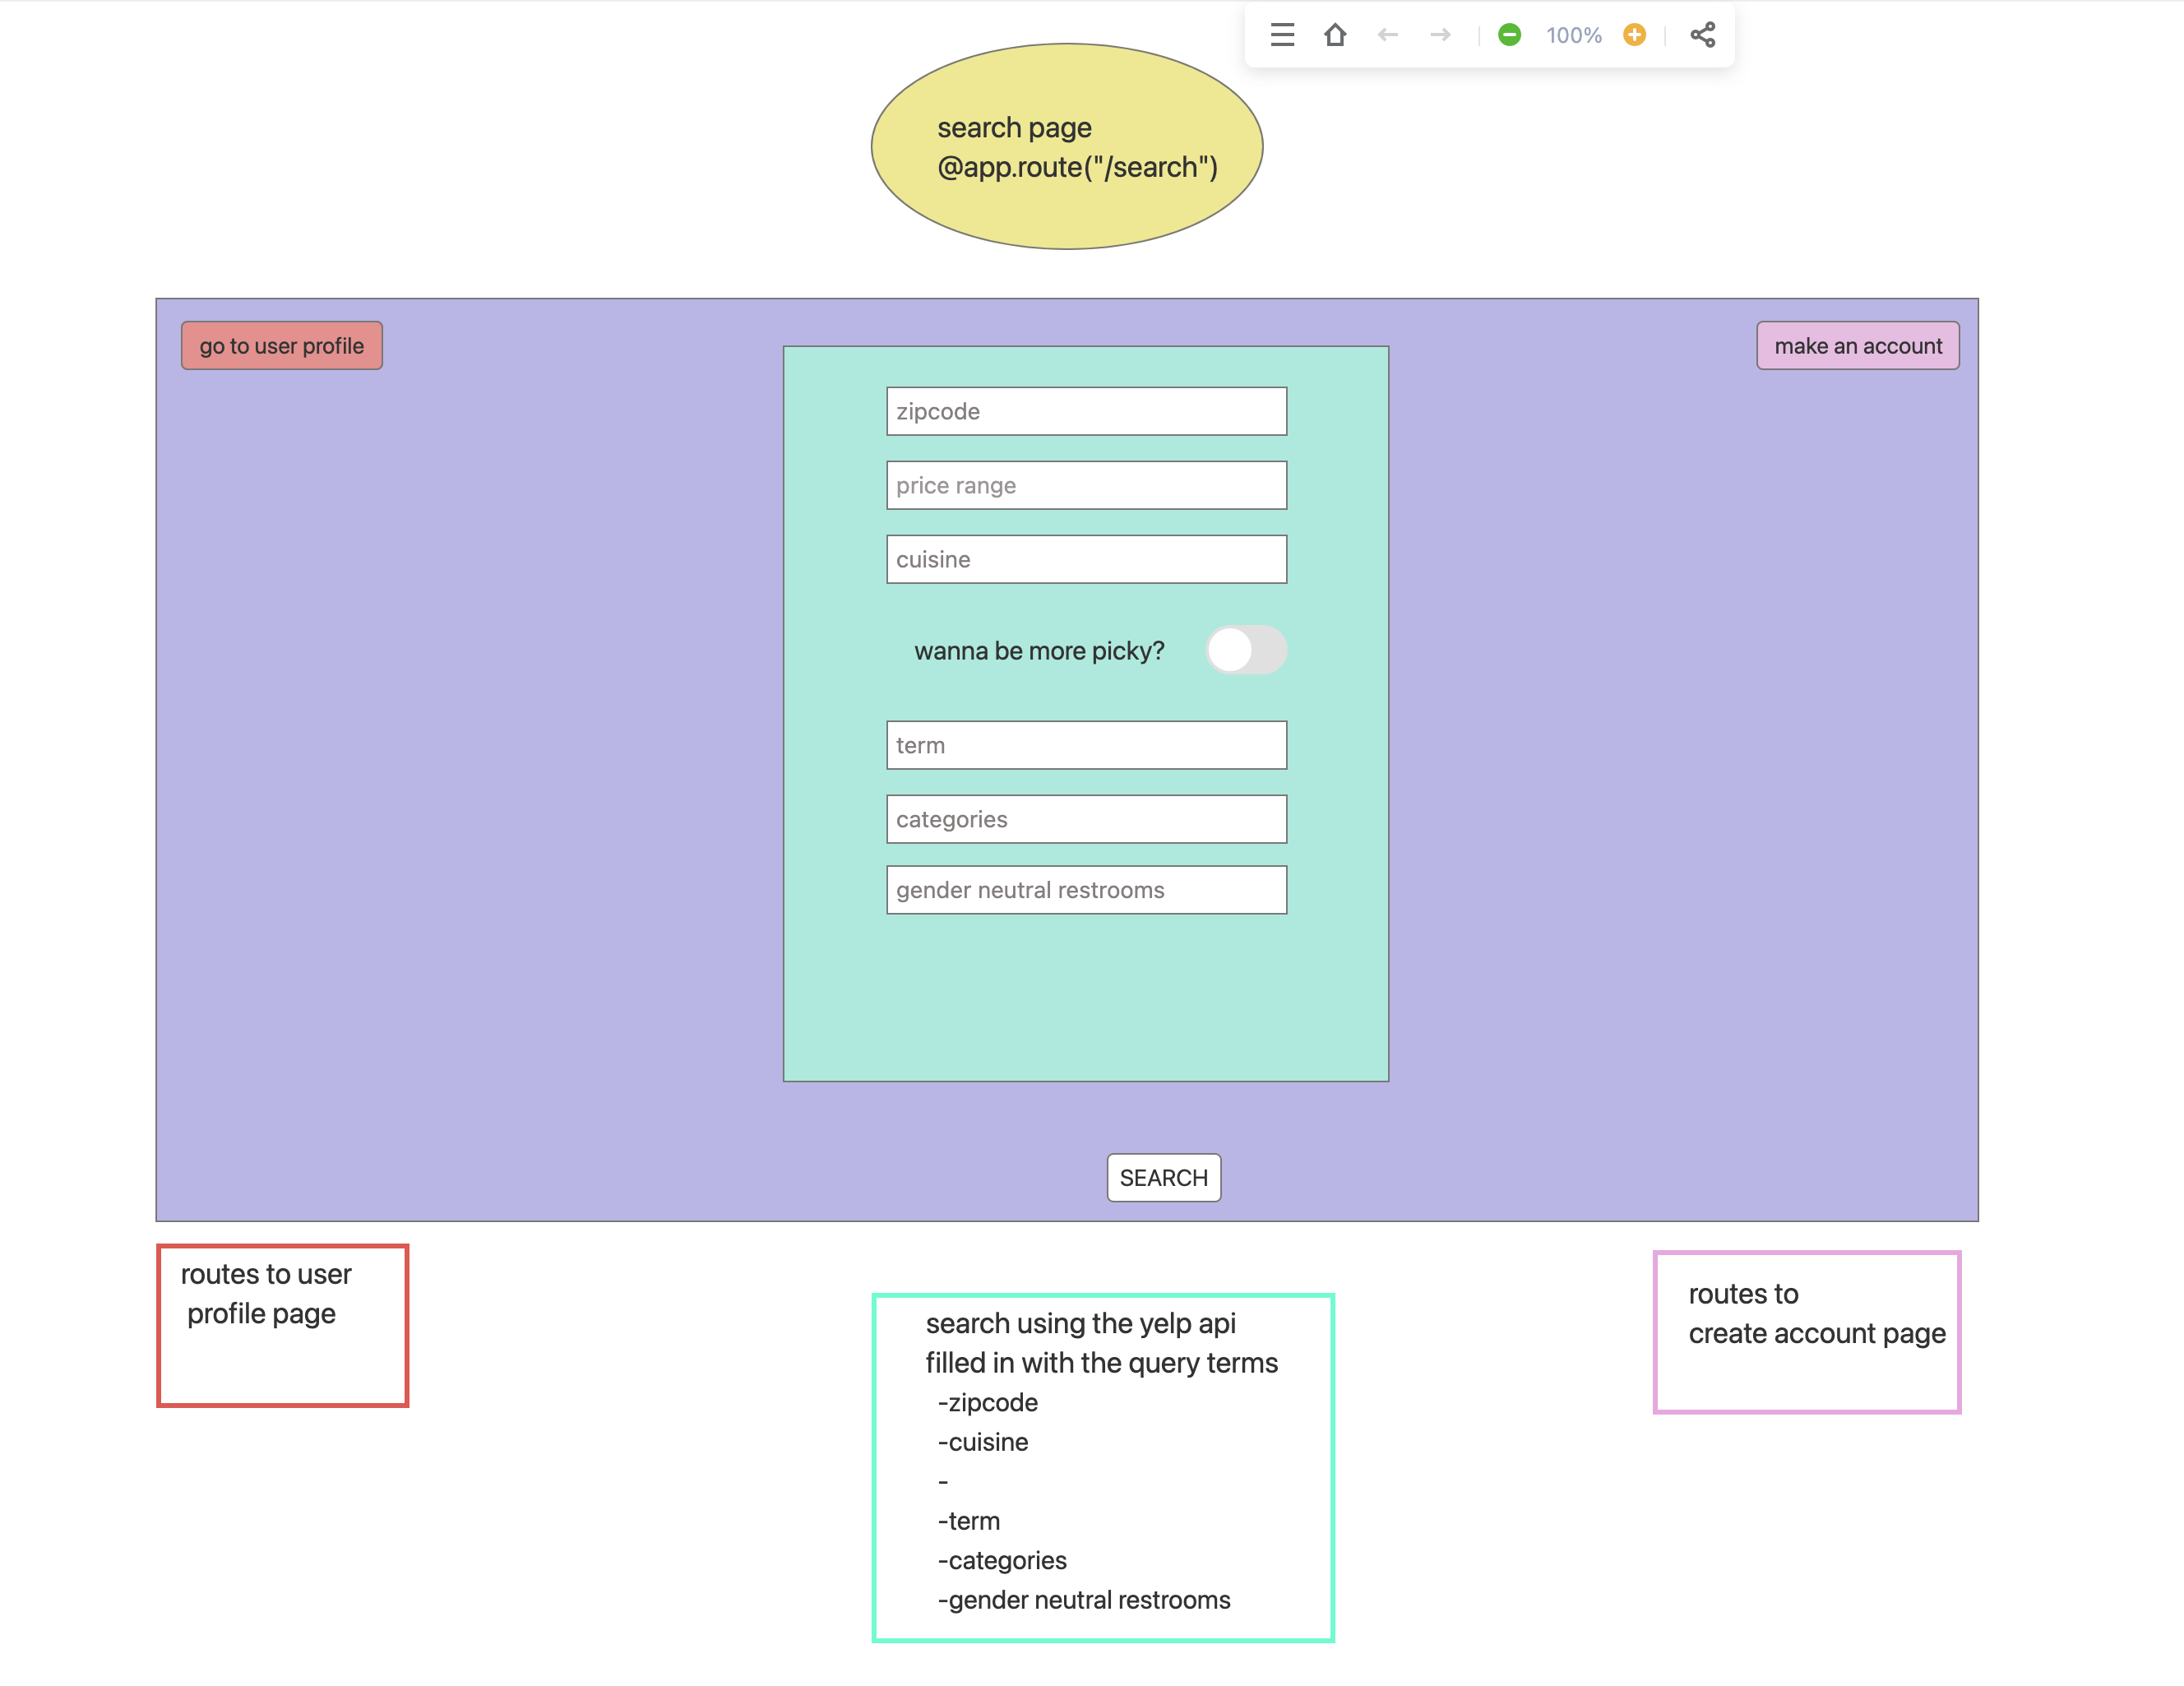 100%
search page
@app.route("/search")
go to user profile
make an account
zipcode
price range
cuisine
wanna be more picky?
term
categories
gender neutral restrooms
SEARCH
routes to user
profile page
search using the yelp api
filled in with the query terms
-zipcode
-cuisine
-
-term
-categories
-gender neutral restrooms
routes to
create account page